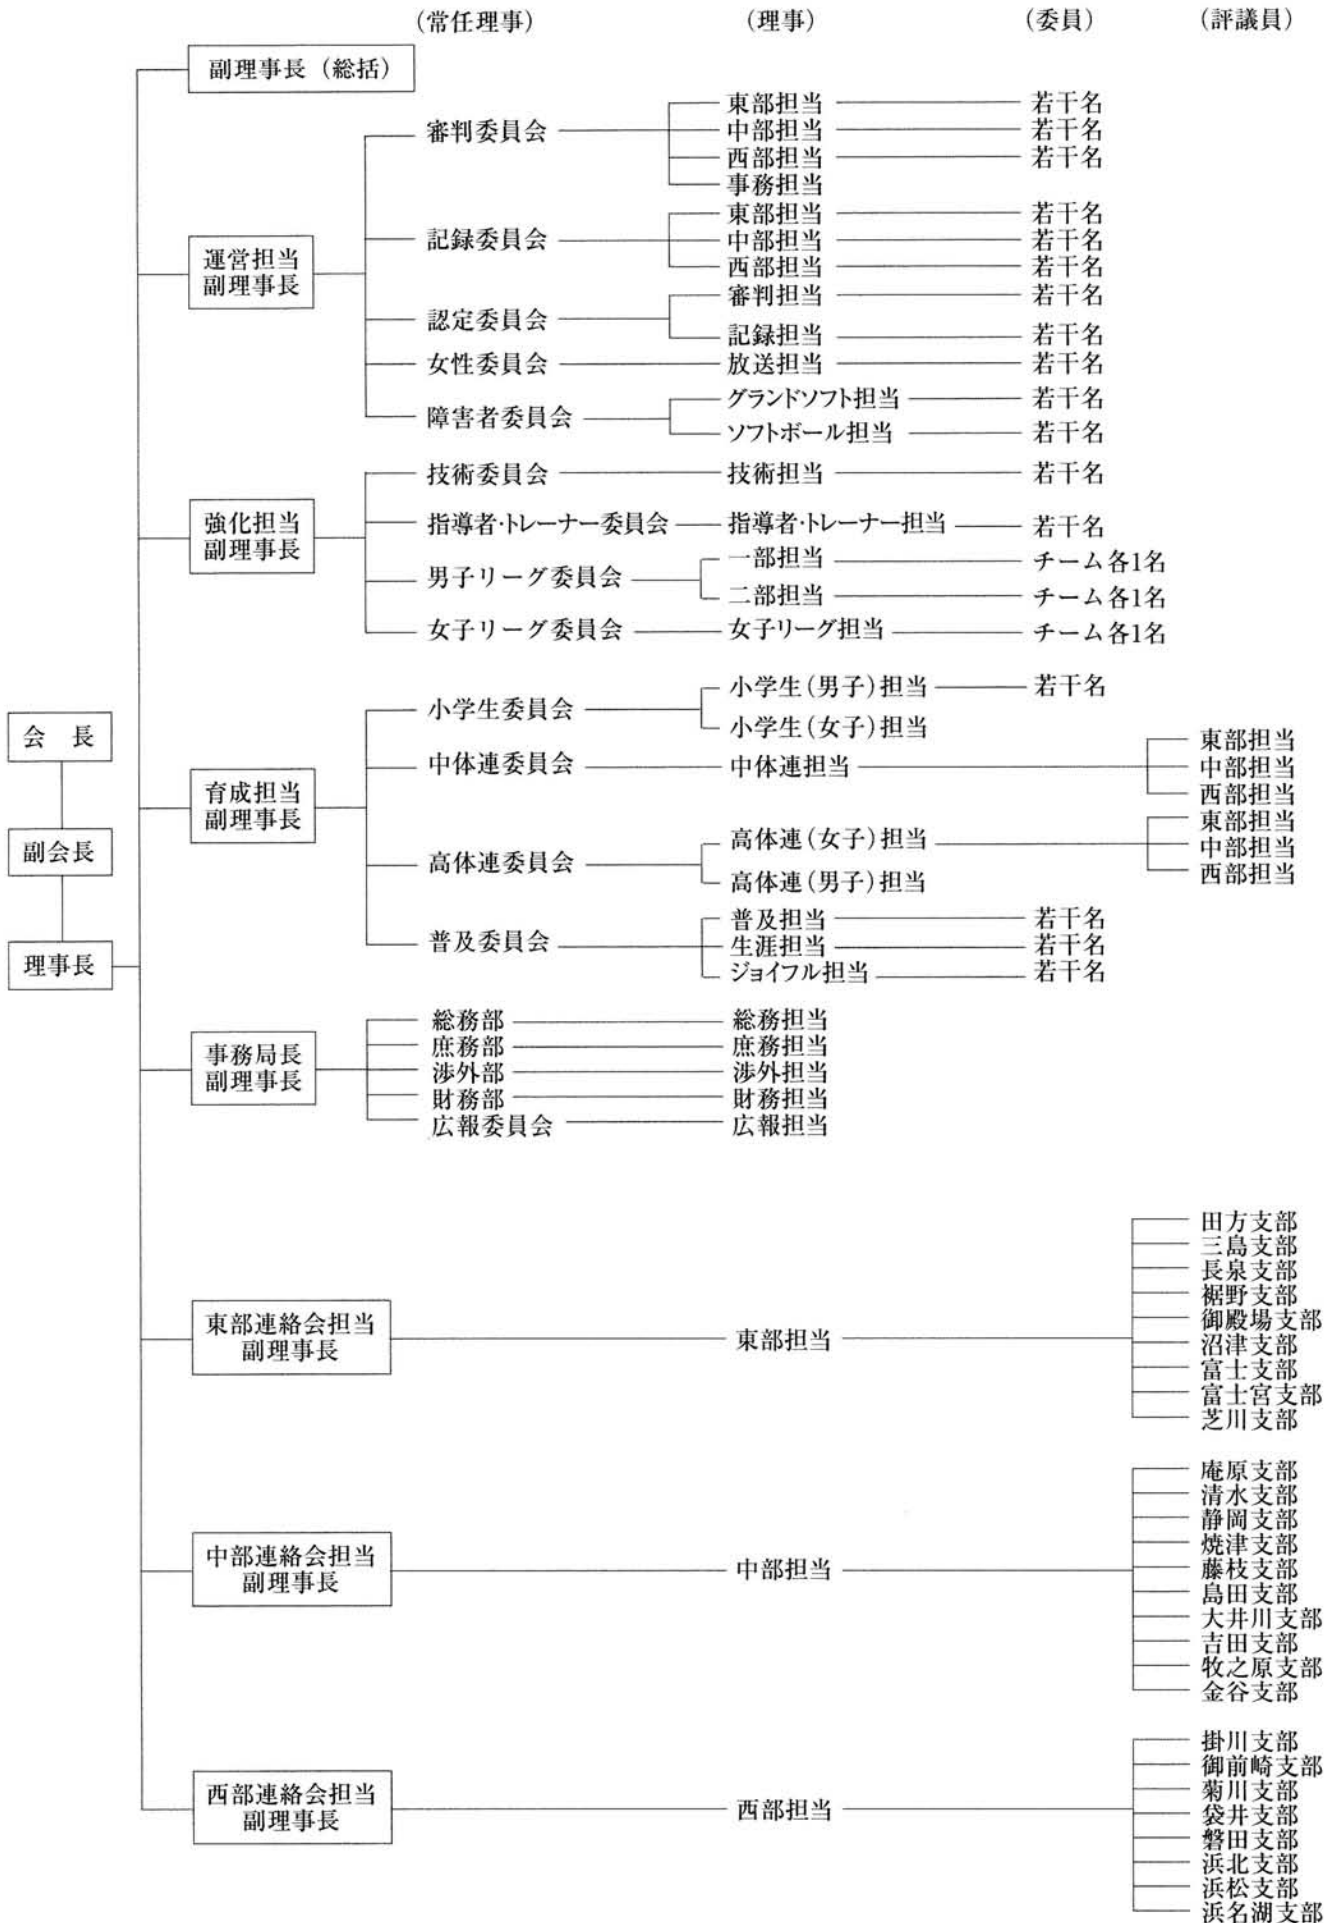 (常任理事) (理事) (委員) (評議員)
副理事長（総括）
東部担当 若干名
審判委員会 中部担当 若干名
西部担当 若干名
事務担当
東部担当 若干名
記録委員会 中部担当 若干名
運営担当
副理事長
西部担当 若干名
審判担当 若干名
認定委員会
記録担当 若干名
女性委員会 放送担当 若干名
グランドソフト担当 若干名
障害者委員会
ソフトボール担当 若干名
技術委員会 技術担当 若干名
強化担当
副理事長
指導者・トレーナー委員会 指導者・トレーナー担当 若干名
一部担当 チーム各1名
男子リーグ委員会
二部担当 チーム各1名
女子リーグ委員会 女子リーグ担当 チーム各1名
小学生(男子)担当 若干名
小学生委員会
小学生(女子)担当
会　長
東部担当
中体連委員会 中体連担当 中部担当
西部担当
育成担当
副理事長
東部担当
高体連(女子)担当 中部担当
副会長
高体連委員会
西部担当
高体連(男子)担当
普及担当 若干名
普及委員会 生涯担当 若干名
ジョイフル担当 若干名
理事長
総務部 総務担当
庶務部 庶務担当
事務局長
副理事長
渉外部 渉外担当
財務部 財務担当
広報委員会 広報担当
田方支部
三島支部
長泉支部
裾野支部
御殿場支部
東部連絡会担当
副理事長
東部担当
沼津支部
富士支部
富士宮支部
芝川支部
庵原支部
清水支部
静岡支部
焼津支部
中部連絡会担当
副理事長
中部担当
藤枝支部
島田支部
大井川支部
吉田支部
牧之原支部
金谷支部
掛川支部
御前崎支部
菊川支部
西部連絡会担当
副理事長
西部担当
袋井支部
磐田支部
浜北支部
浜松支部
浜名湖支部